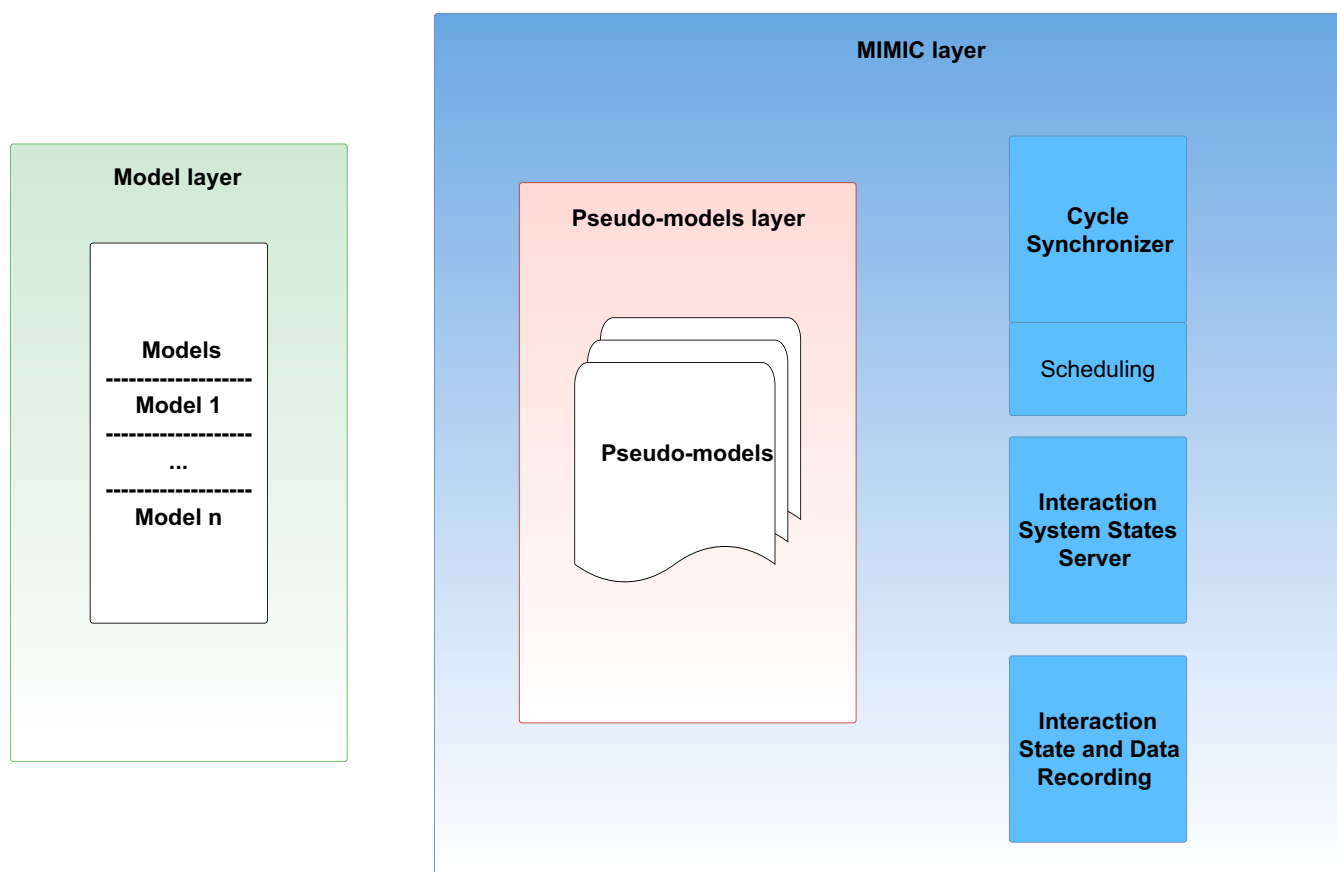 MIMIC layer
Model layer
Models
-------------------
Model 1
-------------------
...
-------------------
Model n
Pseudo-models layer
Pseudo-models
Cycle
Synchronizer
Scheduling
Interaction
System States
Server
Interaction
State and Data
Recording